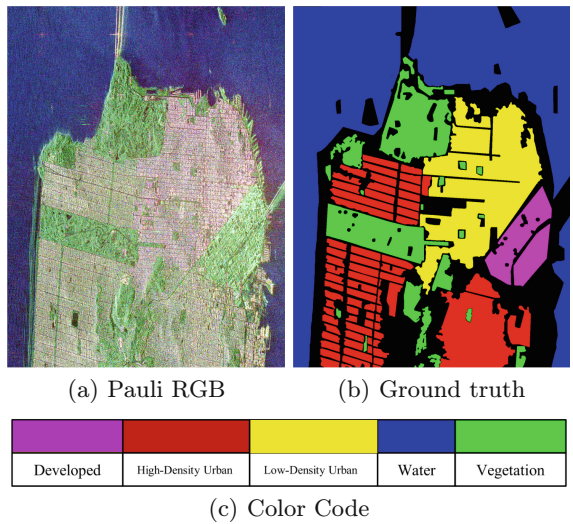 (a) Pauli RGB
(b) Ground truth
Developed
High-Density Urban
Low-Density Urban
Water
Vegetation
(c) Color Code